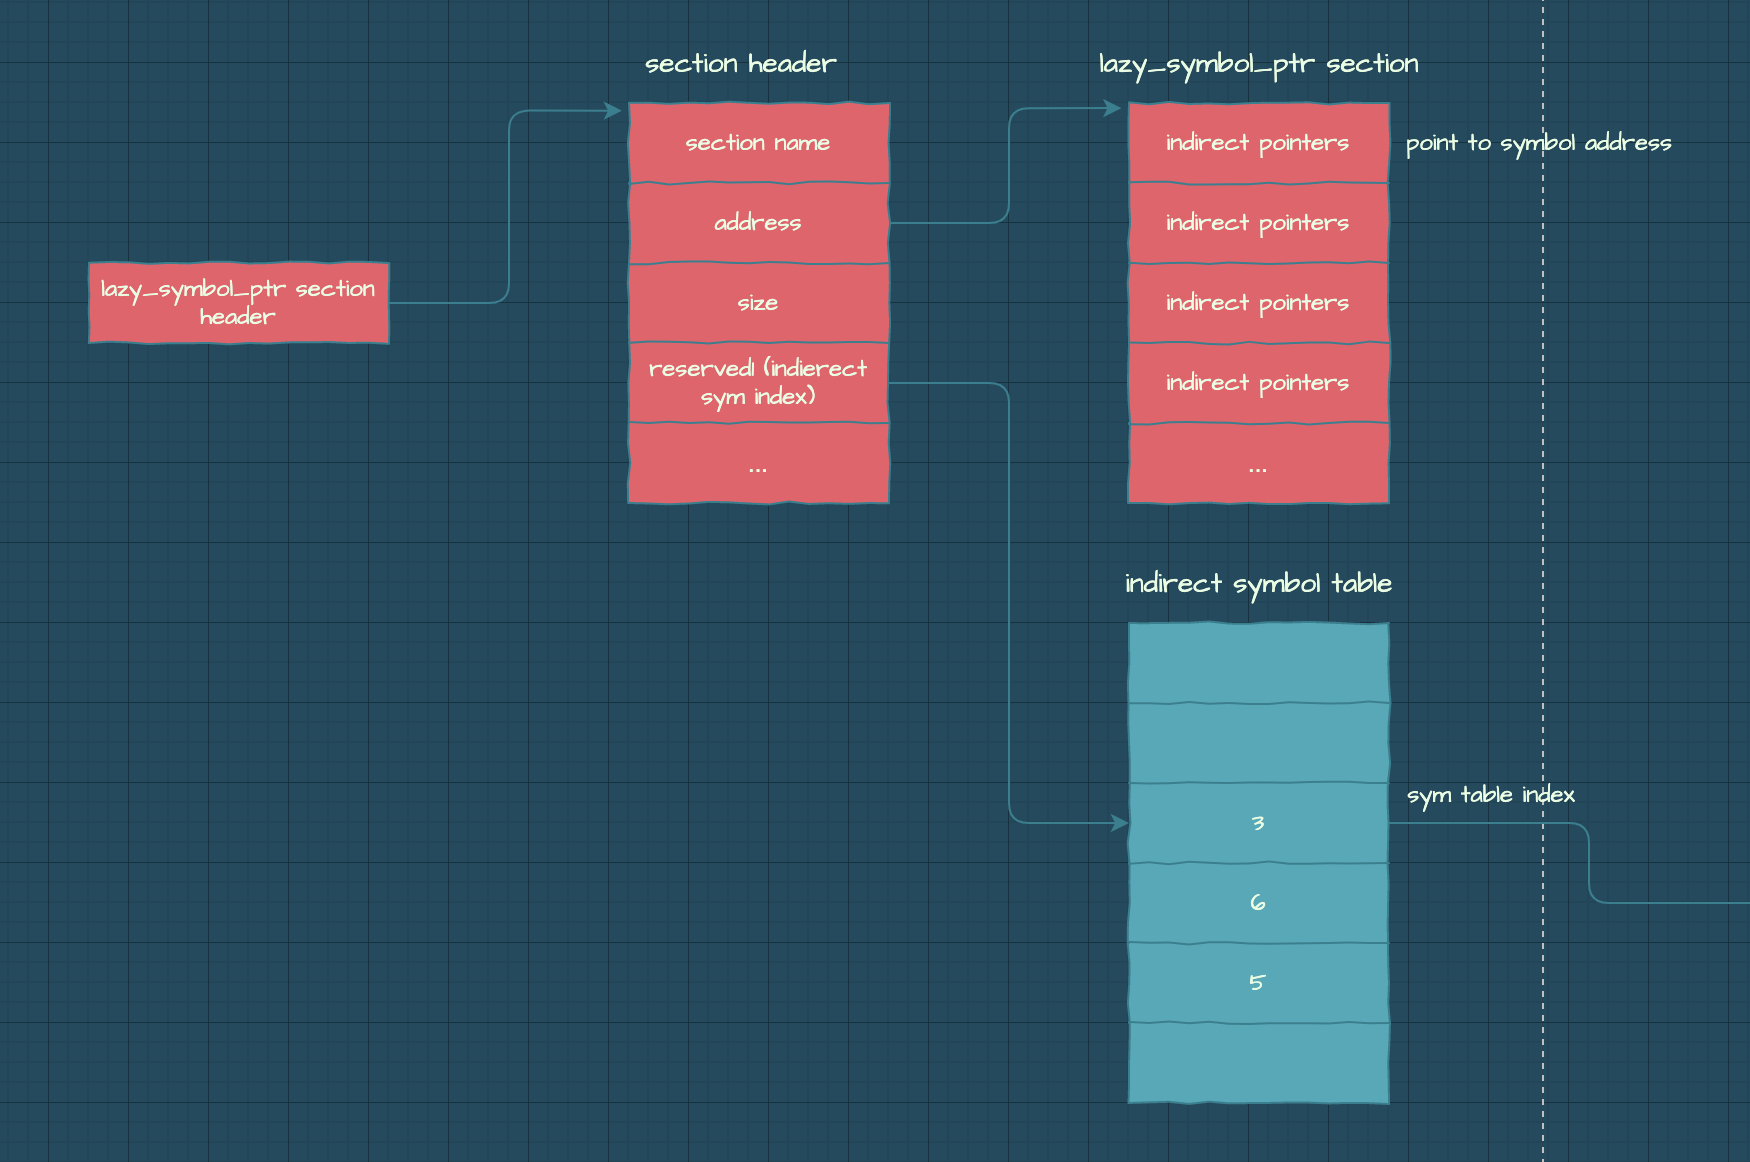 section header
lazy_symbol_ptr section
section name
indirect pointers
point to symbol address
address
indirect pointers
lazy_symbol_ptr section
header
size
indirect pointers
reserved1 (indierect
sym index)
indirect pointers
...
...
indirect symbol table
sym table index
3
6
5